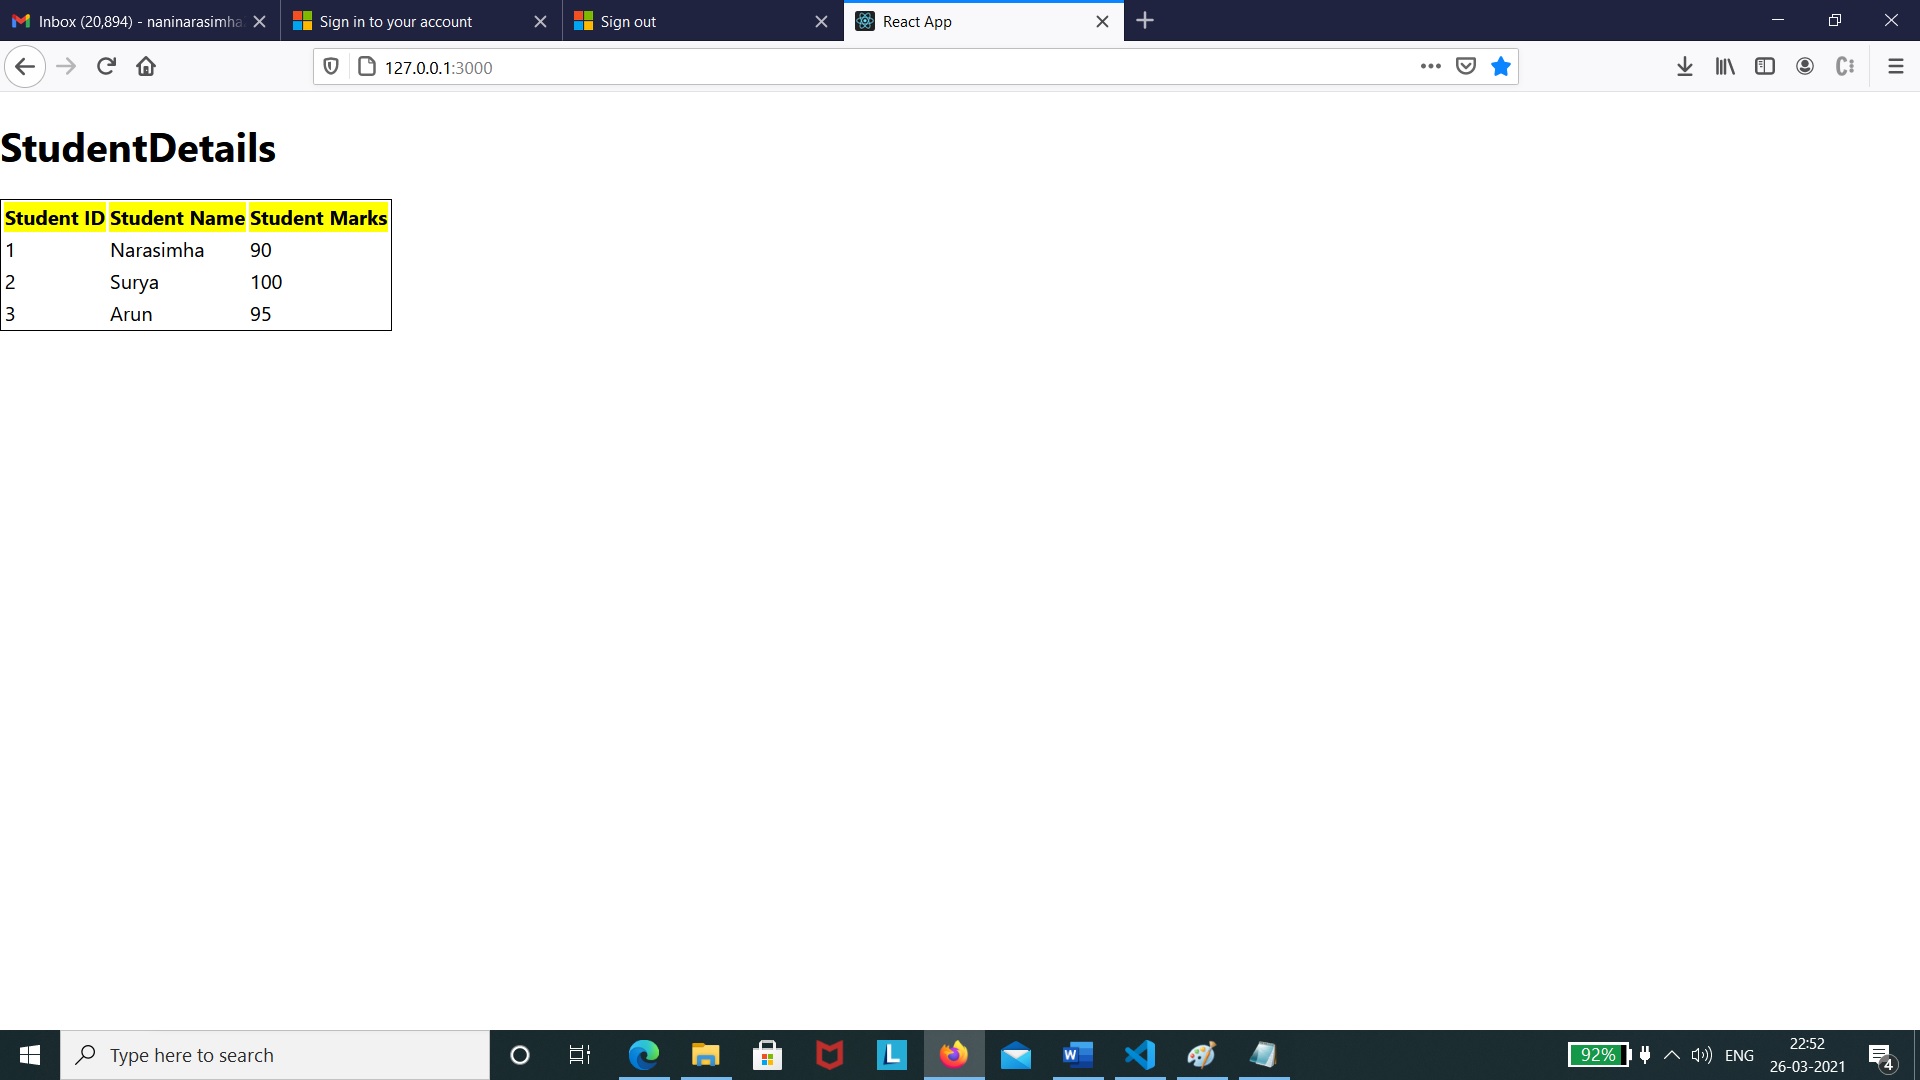 Inbox (20,894) - naninarasimha
Sign in to your account
Sign out
React App
127.0.0.1:3000
StudentDetails
Student ID Student Name Student Marks
1 Narasimha 90
2 Surya 100
3 Arun 95
Type here to search
L
W
92%
ENG
22:52
26-03-2021
4